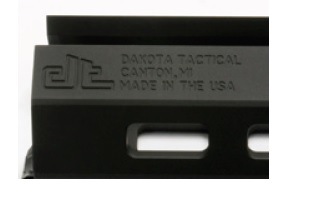 DAKOTA TACTICAL
CANTON, MI
MADE IN THE USA